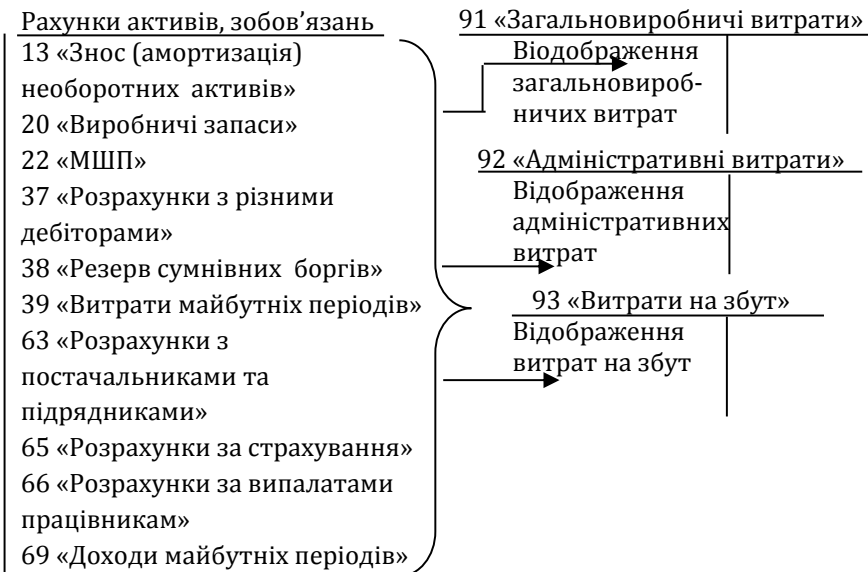 Рахунки активів, зобов’язань
13 «Знос (амортизація)
необоротних активів»
20 «Виробничі запаси»
22 «МШП»
37 «Розрахунки з різними
дебіторами»
38 «Резерв сумнівних боргів»
39 «Витрати майбутніх періодів»
63 «Розрахунки з
постачальниками та
підрядниками»
65 «Розрахунки за страхування»
66 «Розрахунки за випалатами
працівникам»
69 «Доходи майбутніх періодів»
91 «Загальновиробничі витрати»
Віодображення
загальновироб-
ничих витрат
92 «Адміністративні витрати»
Відображення
адміністративних
витрат
93 «Витрати на збут»
Відображення
витрат на збут